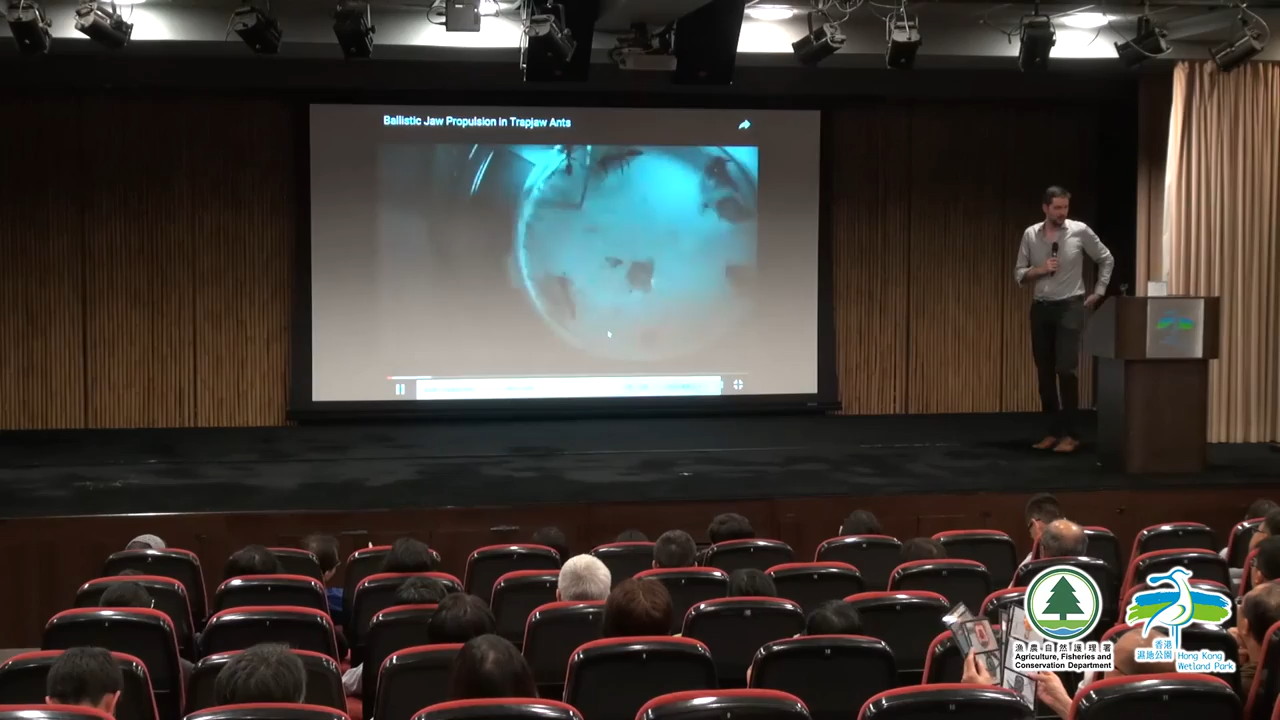 Ballistic Jaw Propulsion in Trapjaw Ants
漁農自然護理署
Agriculture, Fisheries and
Conservation Department
香港
濕地公園
Hong Kong
Wetland Park